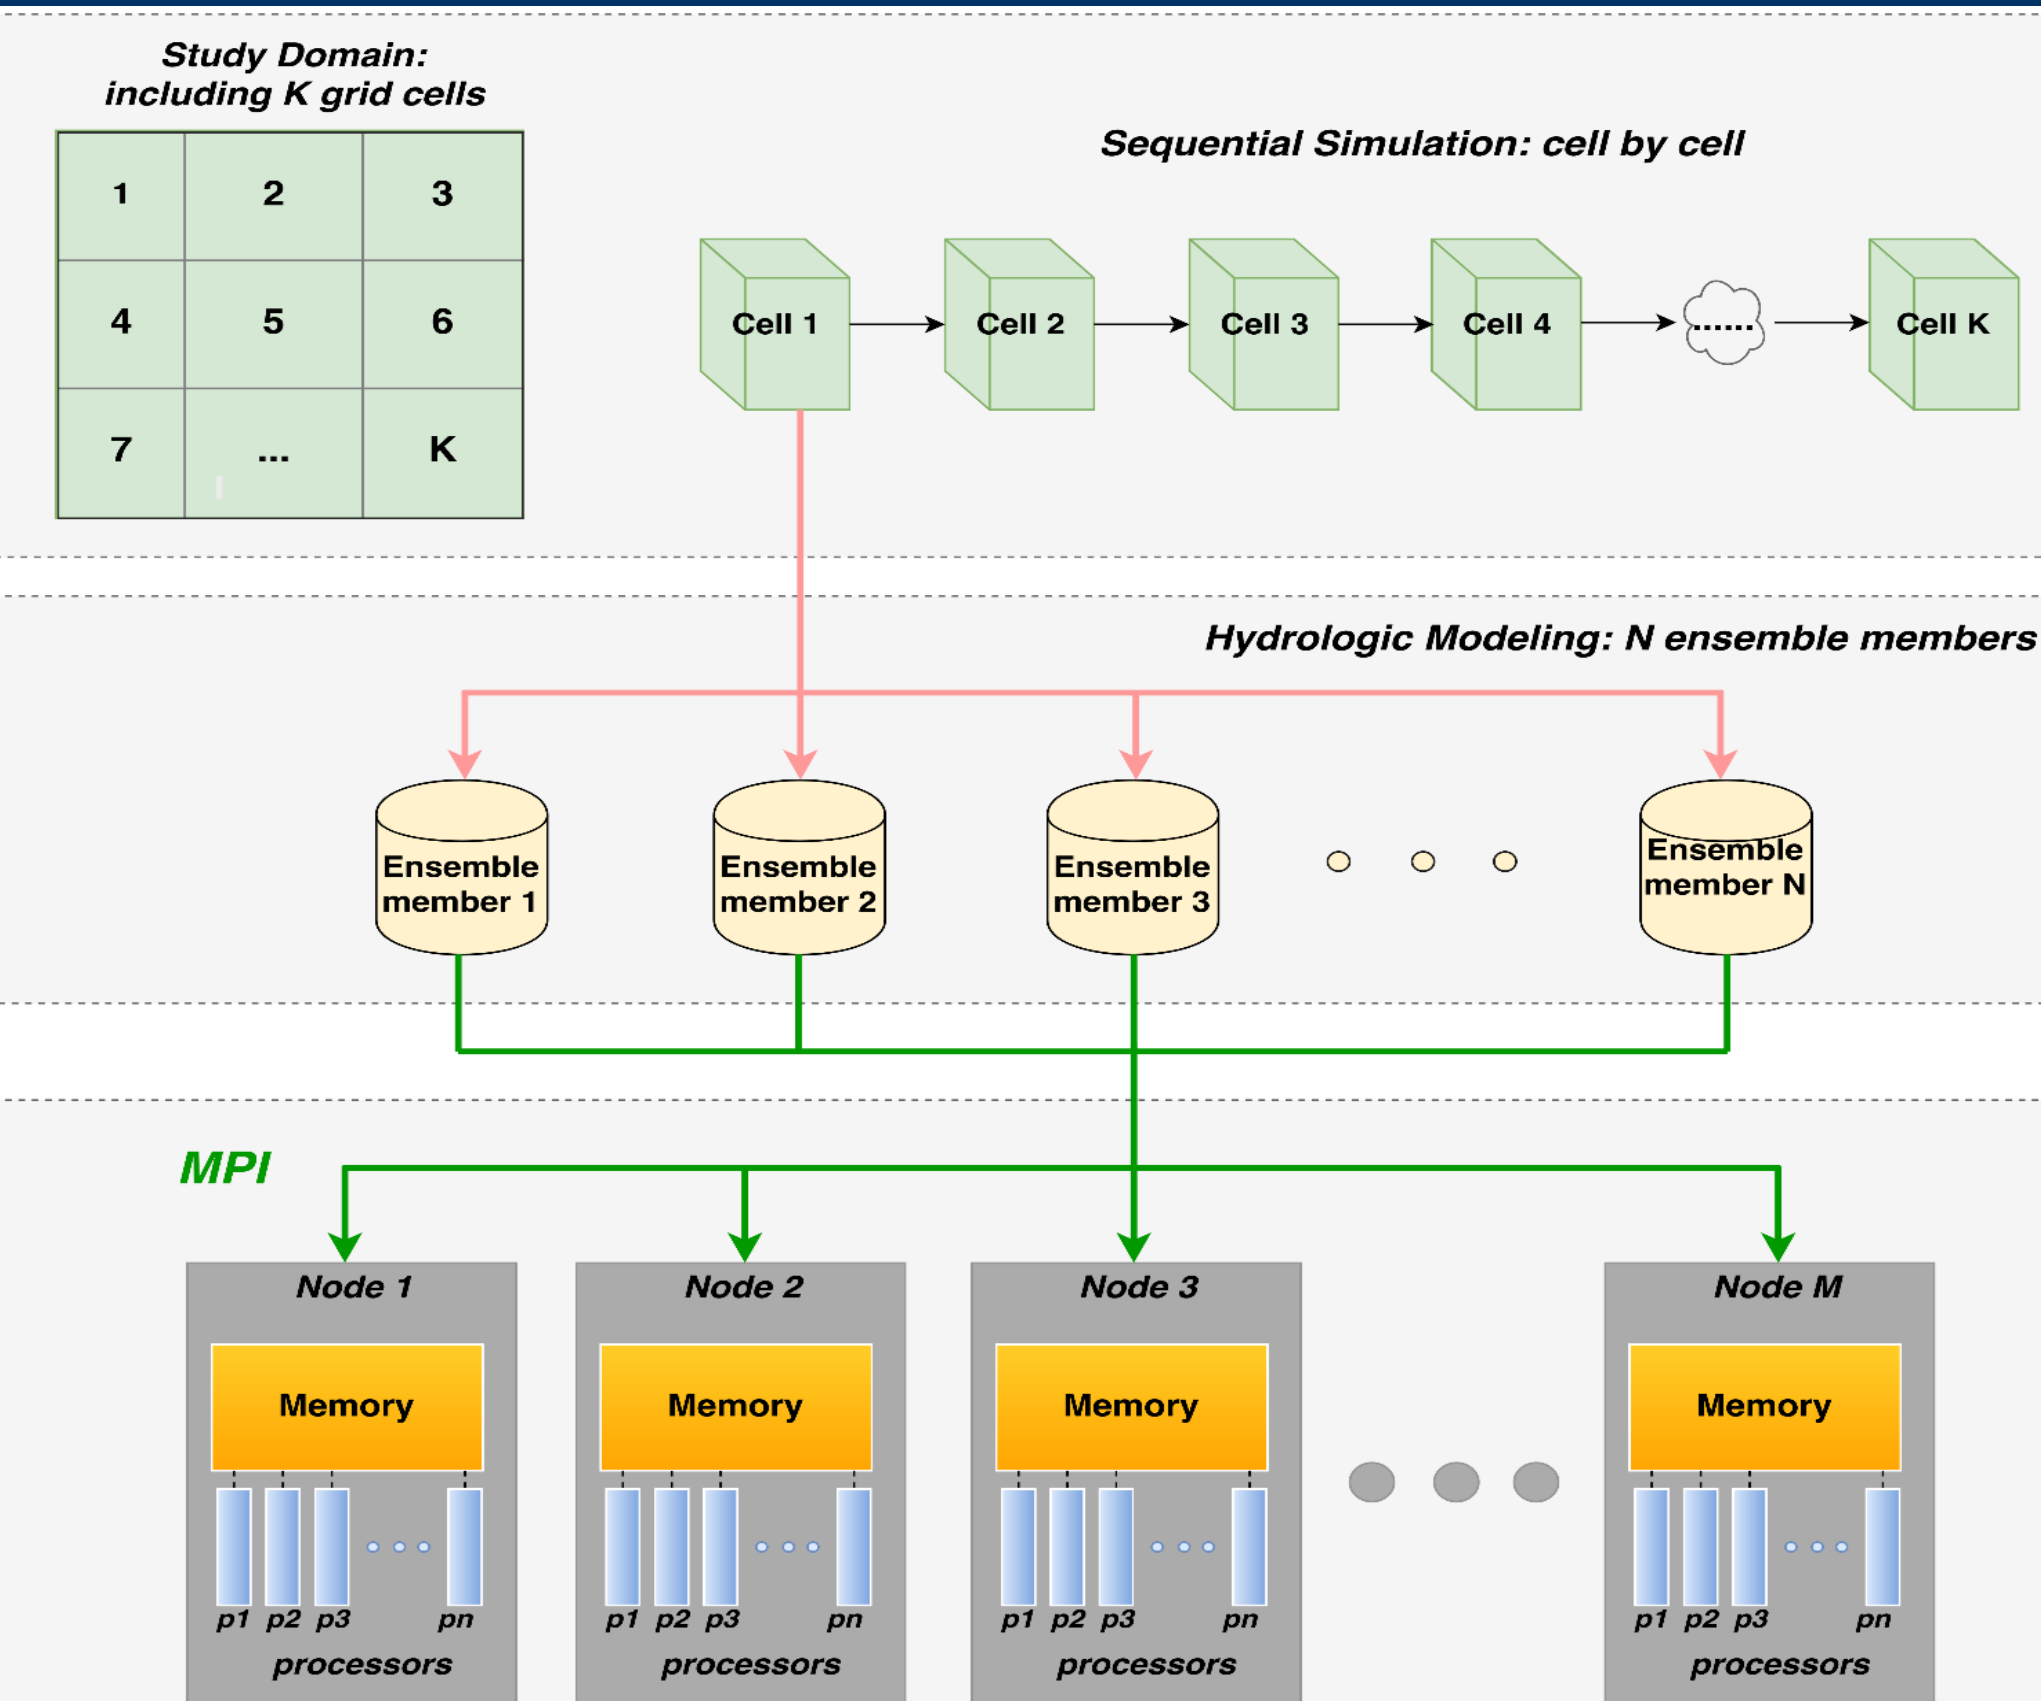 Study Domain:
including K grid cells
1 2 3
4 5 6
7 ... K
Sequential Simulation: cell by cell
Cell 1 Cell 2 Cell 3 Cell 4 ...... Cell K
Hydrologic Modeling: N ensemble members
Ensemble
member 1
Ensemble
member 2
Ensemble
member 3
Ensemble
member N
MPI
Node 1
Memory
p1 p2 p3 pn
processors
Node 2
Memory
p1 p2 p3 pn
processors
Node 3
Memory
p1 p2 p3 pn
processors
Node M
Memory
p1 p2 p3 pn
processors